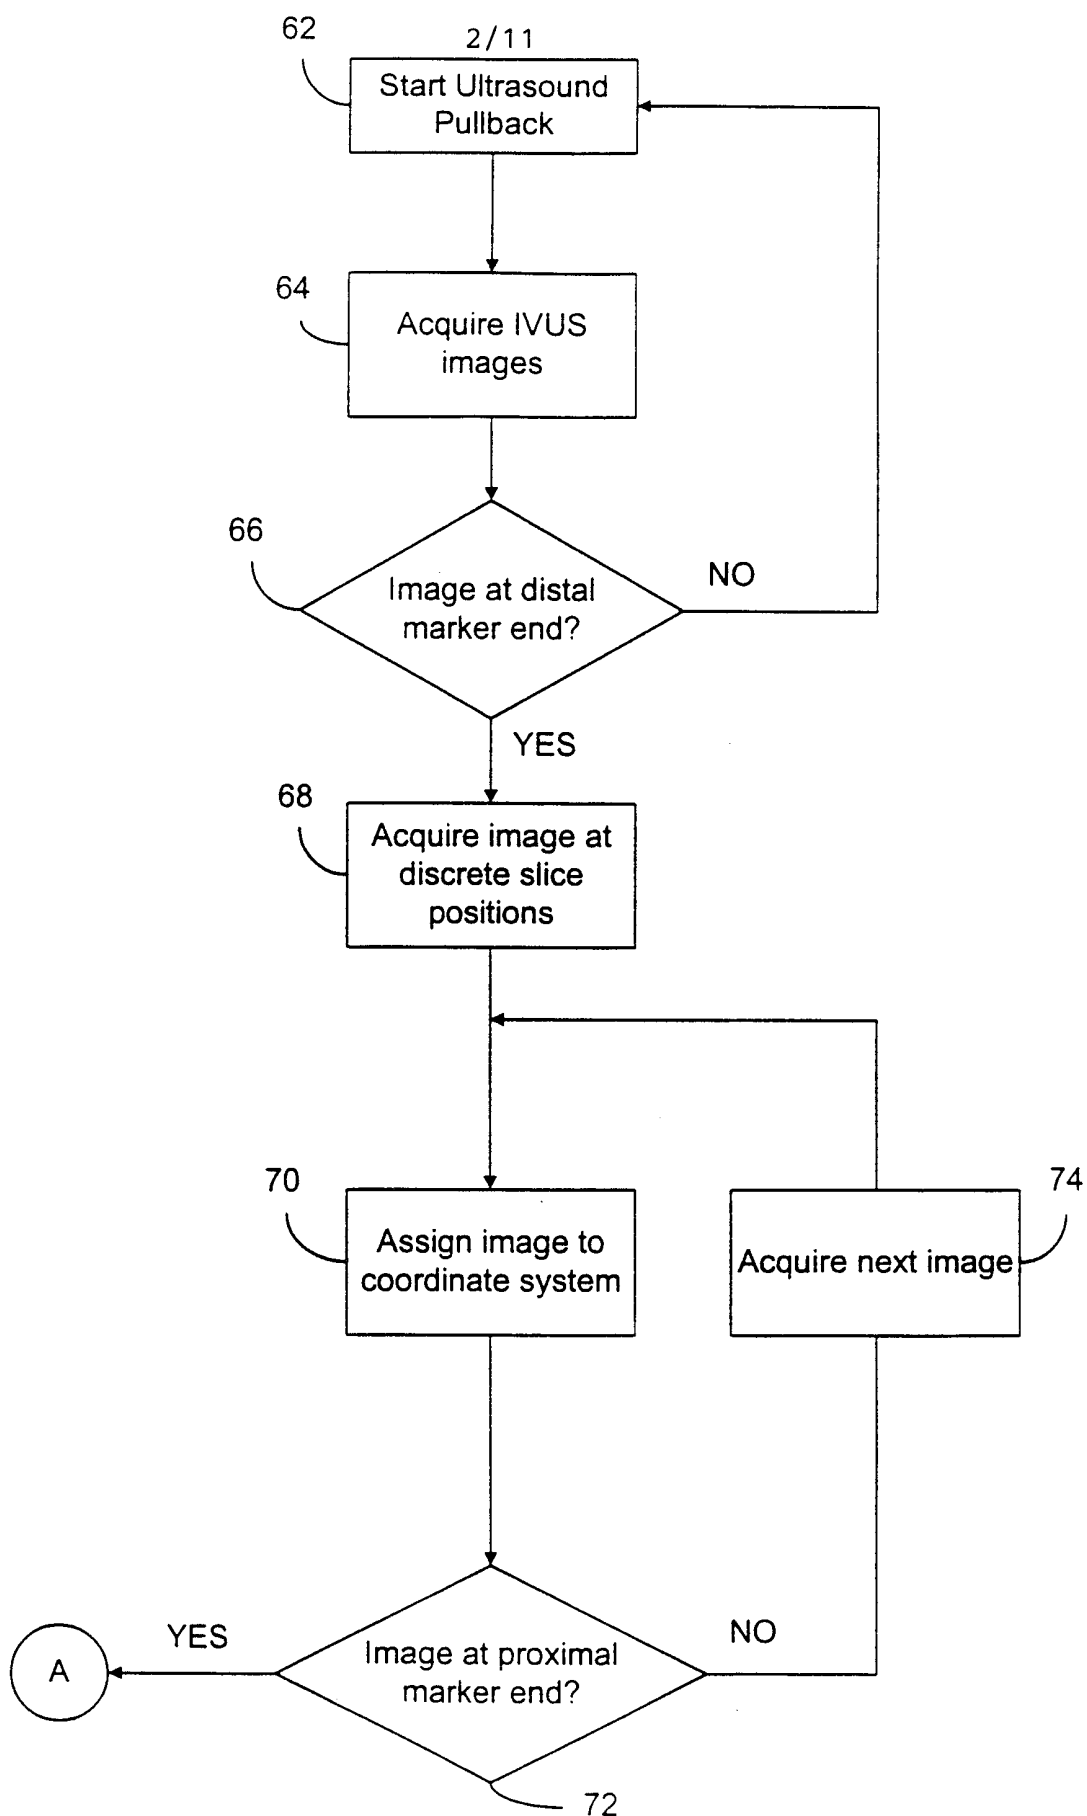 62
2/11
Start Ultrasound
Pullback
64
Acquire IVUS
images
66
Image at distal
marker end?
NO
YES
68
Acquire image at
discrete slice
positions
70
Assign image to
coordinate system
74
Acquire next image
YES
A
Image at proximal
marker end?
NO
72